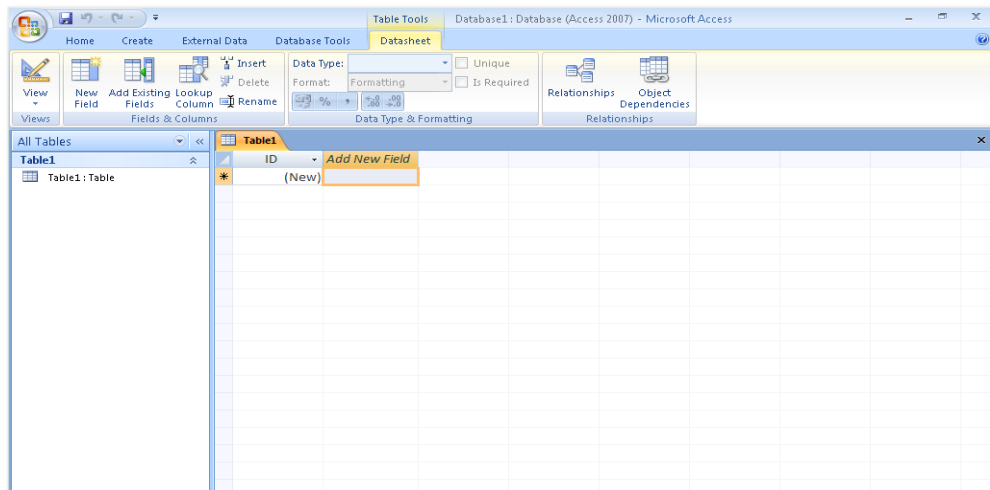 Table Tools Database1 : Database (Access 2007) - Microsoft Access
Home Create External Data Database Tools Datasheet
View
Views
New
Field
Add Existing
Fields
Lookup
Column
Insert
Delete
Rename
Fields & Columns
Data Type:
Format: Formatting
% ,
Unique
Is Required
Data Type & Formatting
Relationships
Object
Dependencies
Relationships
All Tables
Table1
Table1 : Table
Table1
ID Add New Field
(New)